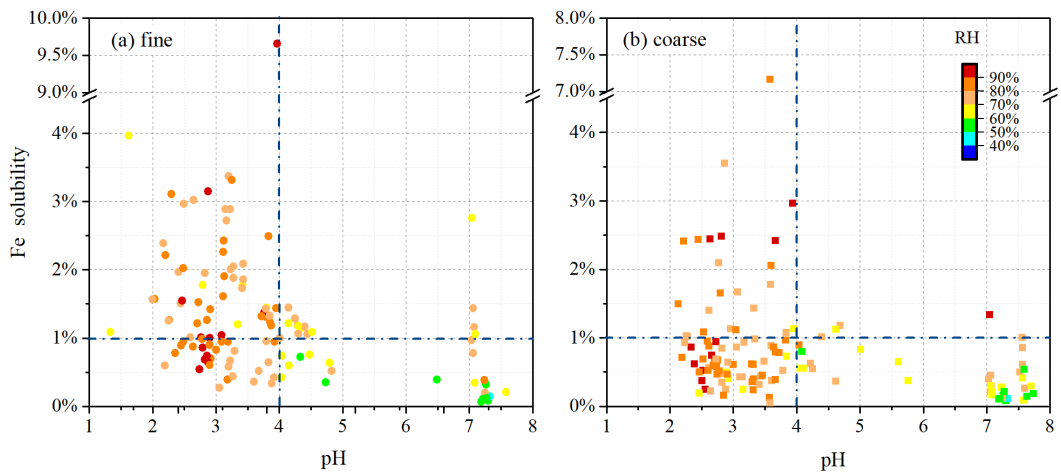 10.0%
8.0%
(a) fine
(b) coarse
RH
9.5%
7.5%
90%
80%
9.0%
7.0%
70%
60%
4%
4%
50%
40%
3%
3%
Fe solubility
2%
2%
1%
1%
0%
0%
1 2 3 4 5 6 7 8
1 2 3 4 5 6 7 8
pH
pH